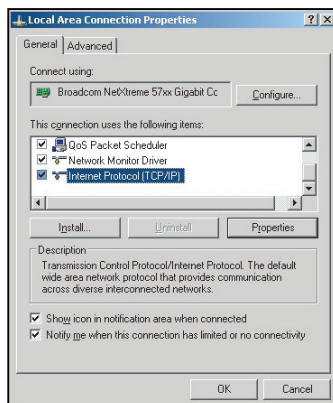 Local Area Connection Properties
General Advanced
Connect using:
Broadcom NetXtreme 57xx Gigabit Cc
Configure...
This connection uses the following items:
QoS Packet Scheduler
Network Monitor Driver
Internet Protocol (TCP/IP)
Install... Uninstall Properties
Description
Transmission Control Protocol/Internet Protocol. The default
wide area network protocol that provides communication
across diverse interconnected networks.
Show icon in notification area when connected
Notify me when this connection has limited or no connectivity
OK Cancel